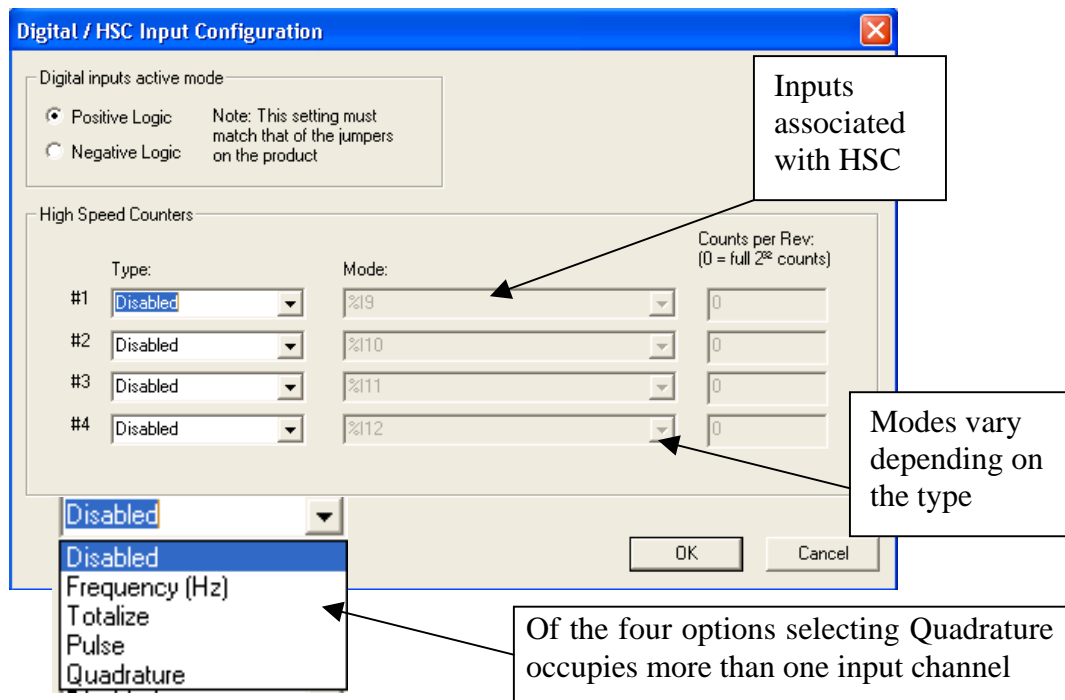 Digital / HSC Input Configuration
Digital inputs active mode
Positive Logic
Negative Logic
Note: This setting must
match that of the jumpers
on the product
Inputs
associated
with HSC
High Speed Counters
Type:
Mode:
Counts per Rev:
(0 = full 2³² counts)
#1 Disabled %I9 0
#2 Disabled %I10 0
#3 Disabled %I11 0
#4 Disabled %I12 0
Modes vary
depending on
the type
Disabled
Disabled
Frequency (Hz)
Totalize
Pulse
Quadrature
OK
Cancel
Of the four options selecting Quadrature
occupies more than one input channel